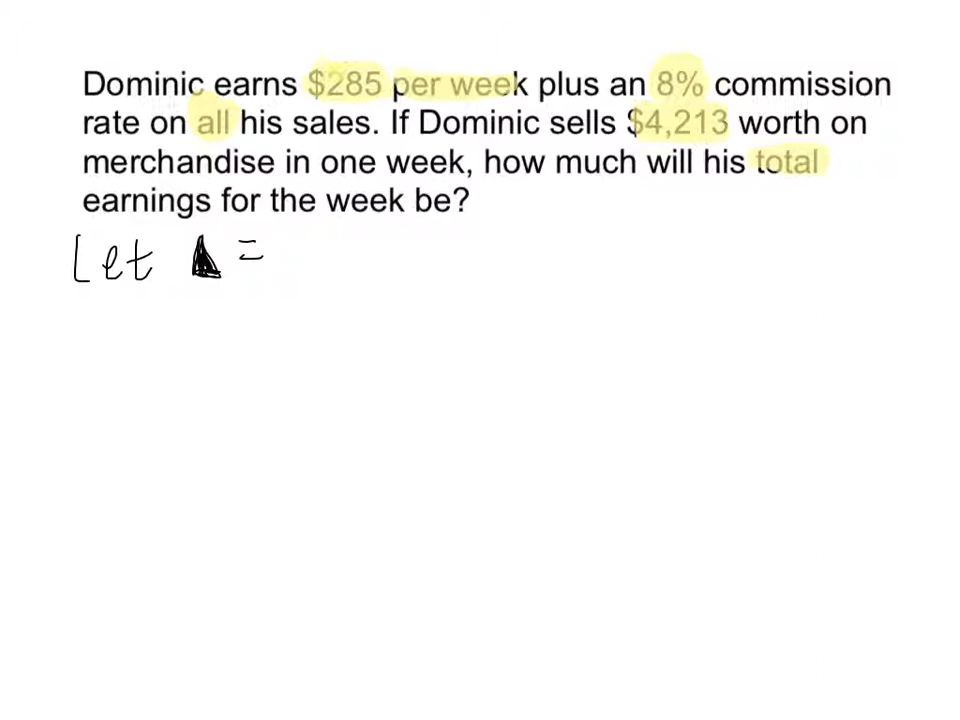 Dominic earns $285 per week plus an 8% commission
rate on all his sales. If Dominic sells $4,213 worth on
merchandise in one week, how much will his total
earnings for the week be?
Let =